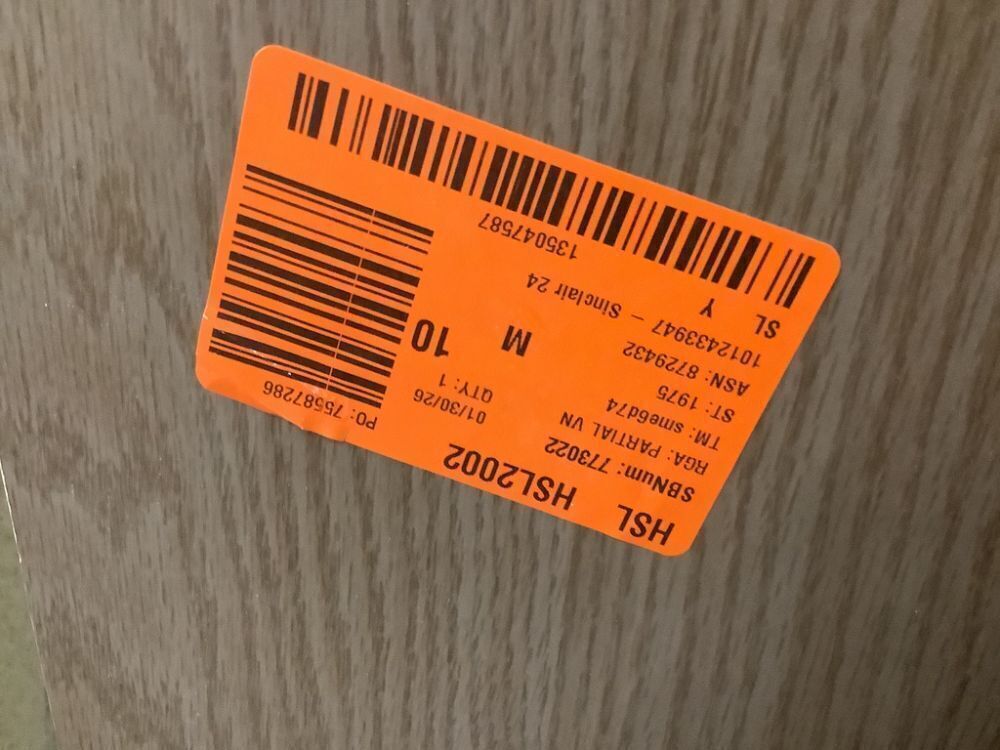 HSL HSL2002
SBNum: 773022
RGA: PARTIAL VN
TM: sme6d74
ST: 1975
ASN: 8729432
1012433947 – Sinclair 24
SL Y
135047587
01/30/26
QTY: 1
M 10
PO: 75587286